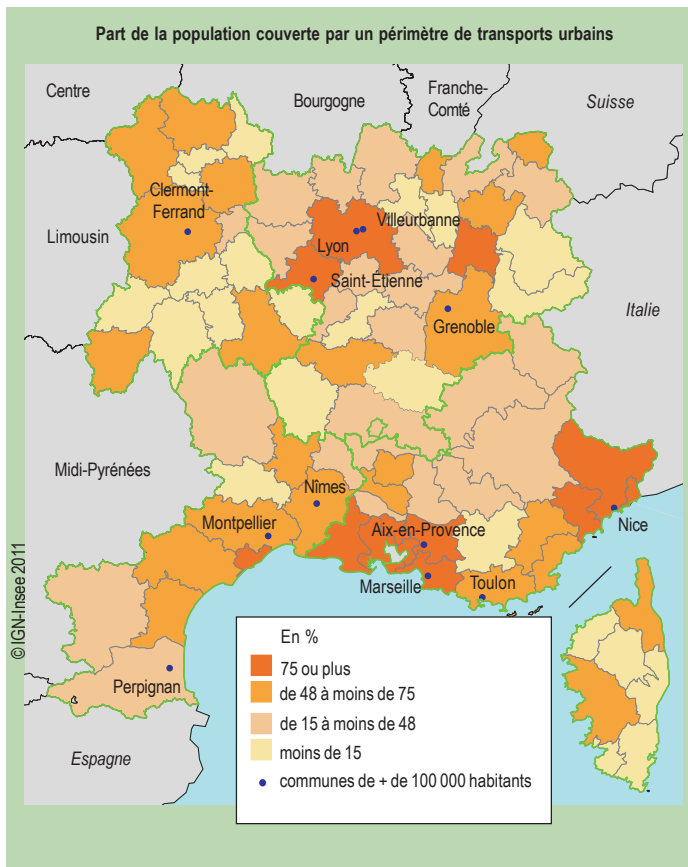 Part de la population couverte par un périmètre de transports urbains
Centre
Bourgogne
Franche-
Comté
Suisse
Clermont-
Ferrand
Limousin
Villeurbanne
Lyon
Saint-Étienne
Italie
Grenoble
Midi-Pyrénées
Nîmes
Montpellier
Aix-en-Provence
Nice
Marseille
Toulon
© IGN-Insee 2011
Perpignan
Espagne
En %
75 ou plus
de 48 à moins de 75
de 15 à moins de 48
moins de 15
communes de + de 100 000 habitants